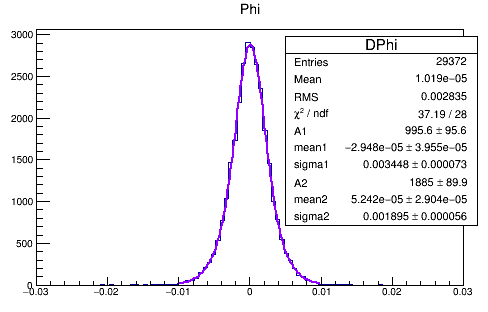 Phi
DPhi
Entries 29372
Mean 1.019e-05
RMS 0.002835
χ² / ndf 37.19 / 28
A1 995.6 ± 95.6
mean1 −2.948e-05 ± 3.955e-05
sigma1 0.003448 ± 0.000073
A2 1885 ± 89.9
mean2 5.242e-05 ± 2.904e-05
sigma2 0.001895 ± 0.000056
3000
2500
2000
1500
1000
500
0
−0.03 −0.02 −0.01 0 0.01 0.02 0.03